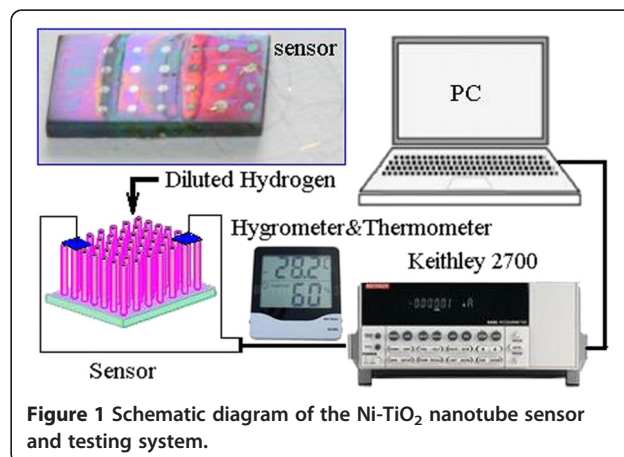 sensor
PC
Diluted Hydrogen
Hygrometer&Thermometer
Keithley 2700
28.2°C
60
-000001
Sensor
Figure 1 Schematic diagram of the Ni-TiO₂ nanotube sensor
and testing system.